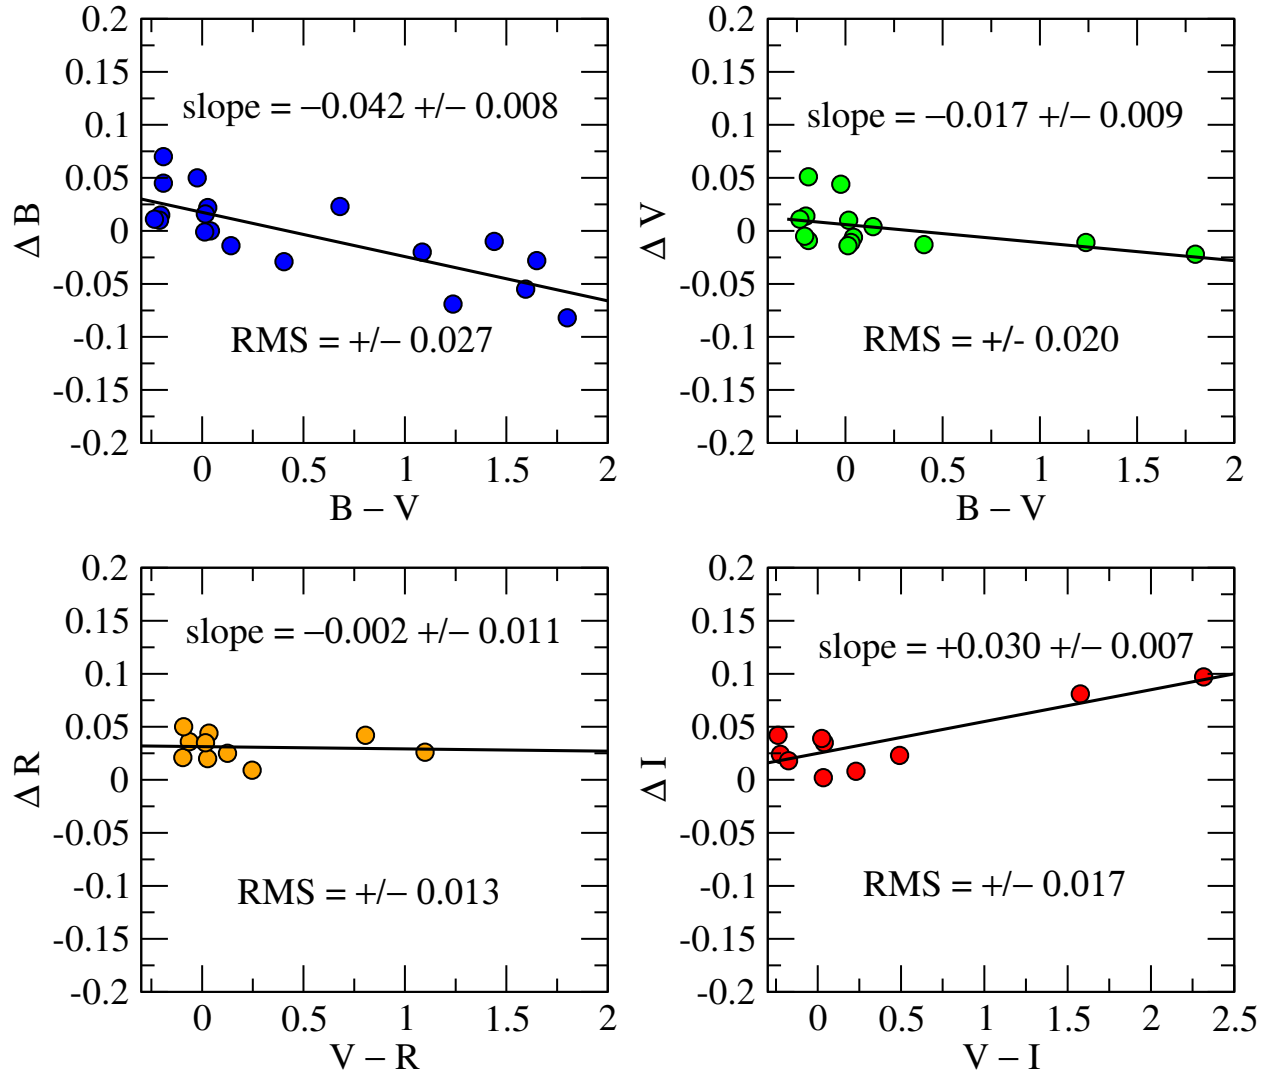 0.2
0.15
0.1
0.05
0
-0.05
-0.1
-0.15
-0.2
Δ B
slope = −0.042 +/− 0.008
RMS = +/− 0.027
0 0.5 1 1.5 2
B − V
0.2
0.15
0.1
0.05
0
-0.05
-0.1
-0.15
-0.2
Δ V
slope = −0.017 +/− 0.009
RMS = +/- 0.020
0 0.5 1 1.5 2
B − V
0.2
0.15
0.1
0.05
0
-0.05
-0.1
-0.15
-0.2
Δ R
slope = −0.002 +/− 0.011
RMS = +/− 0.013
0 0.5 1 1.5 2
V − R
0.2
0.15
0.1
0.05
0
-0.05
-0.1
-0.15
-0.2
Δ I
slope = +0.030 +/− 0.007
RMS = +/− 0.017
0 0.5 1 1.5 2 2.5
V − I